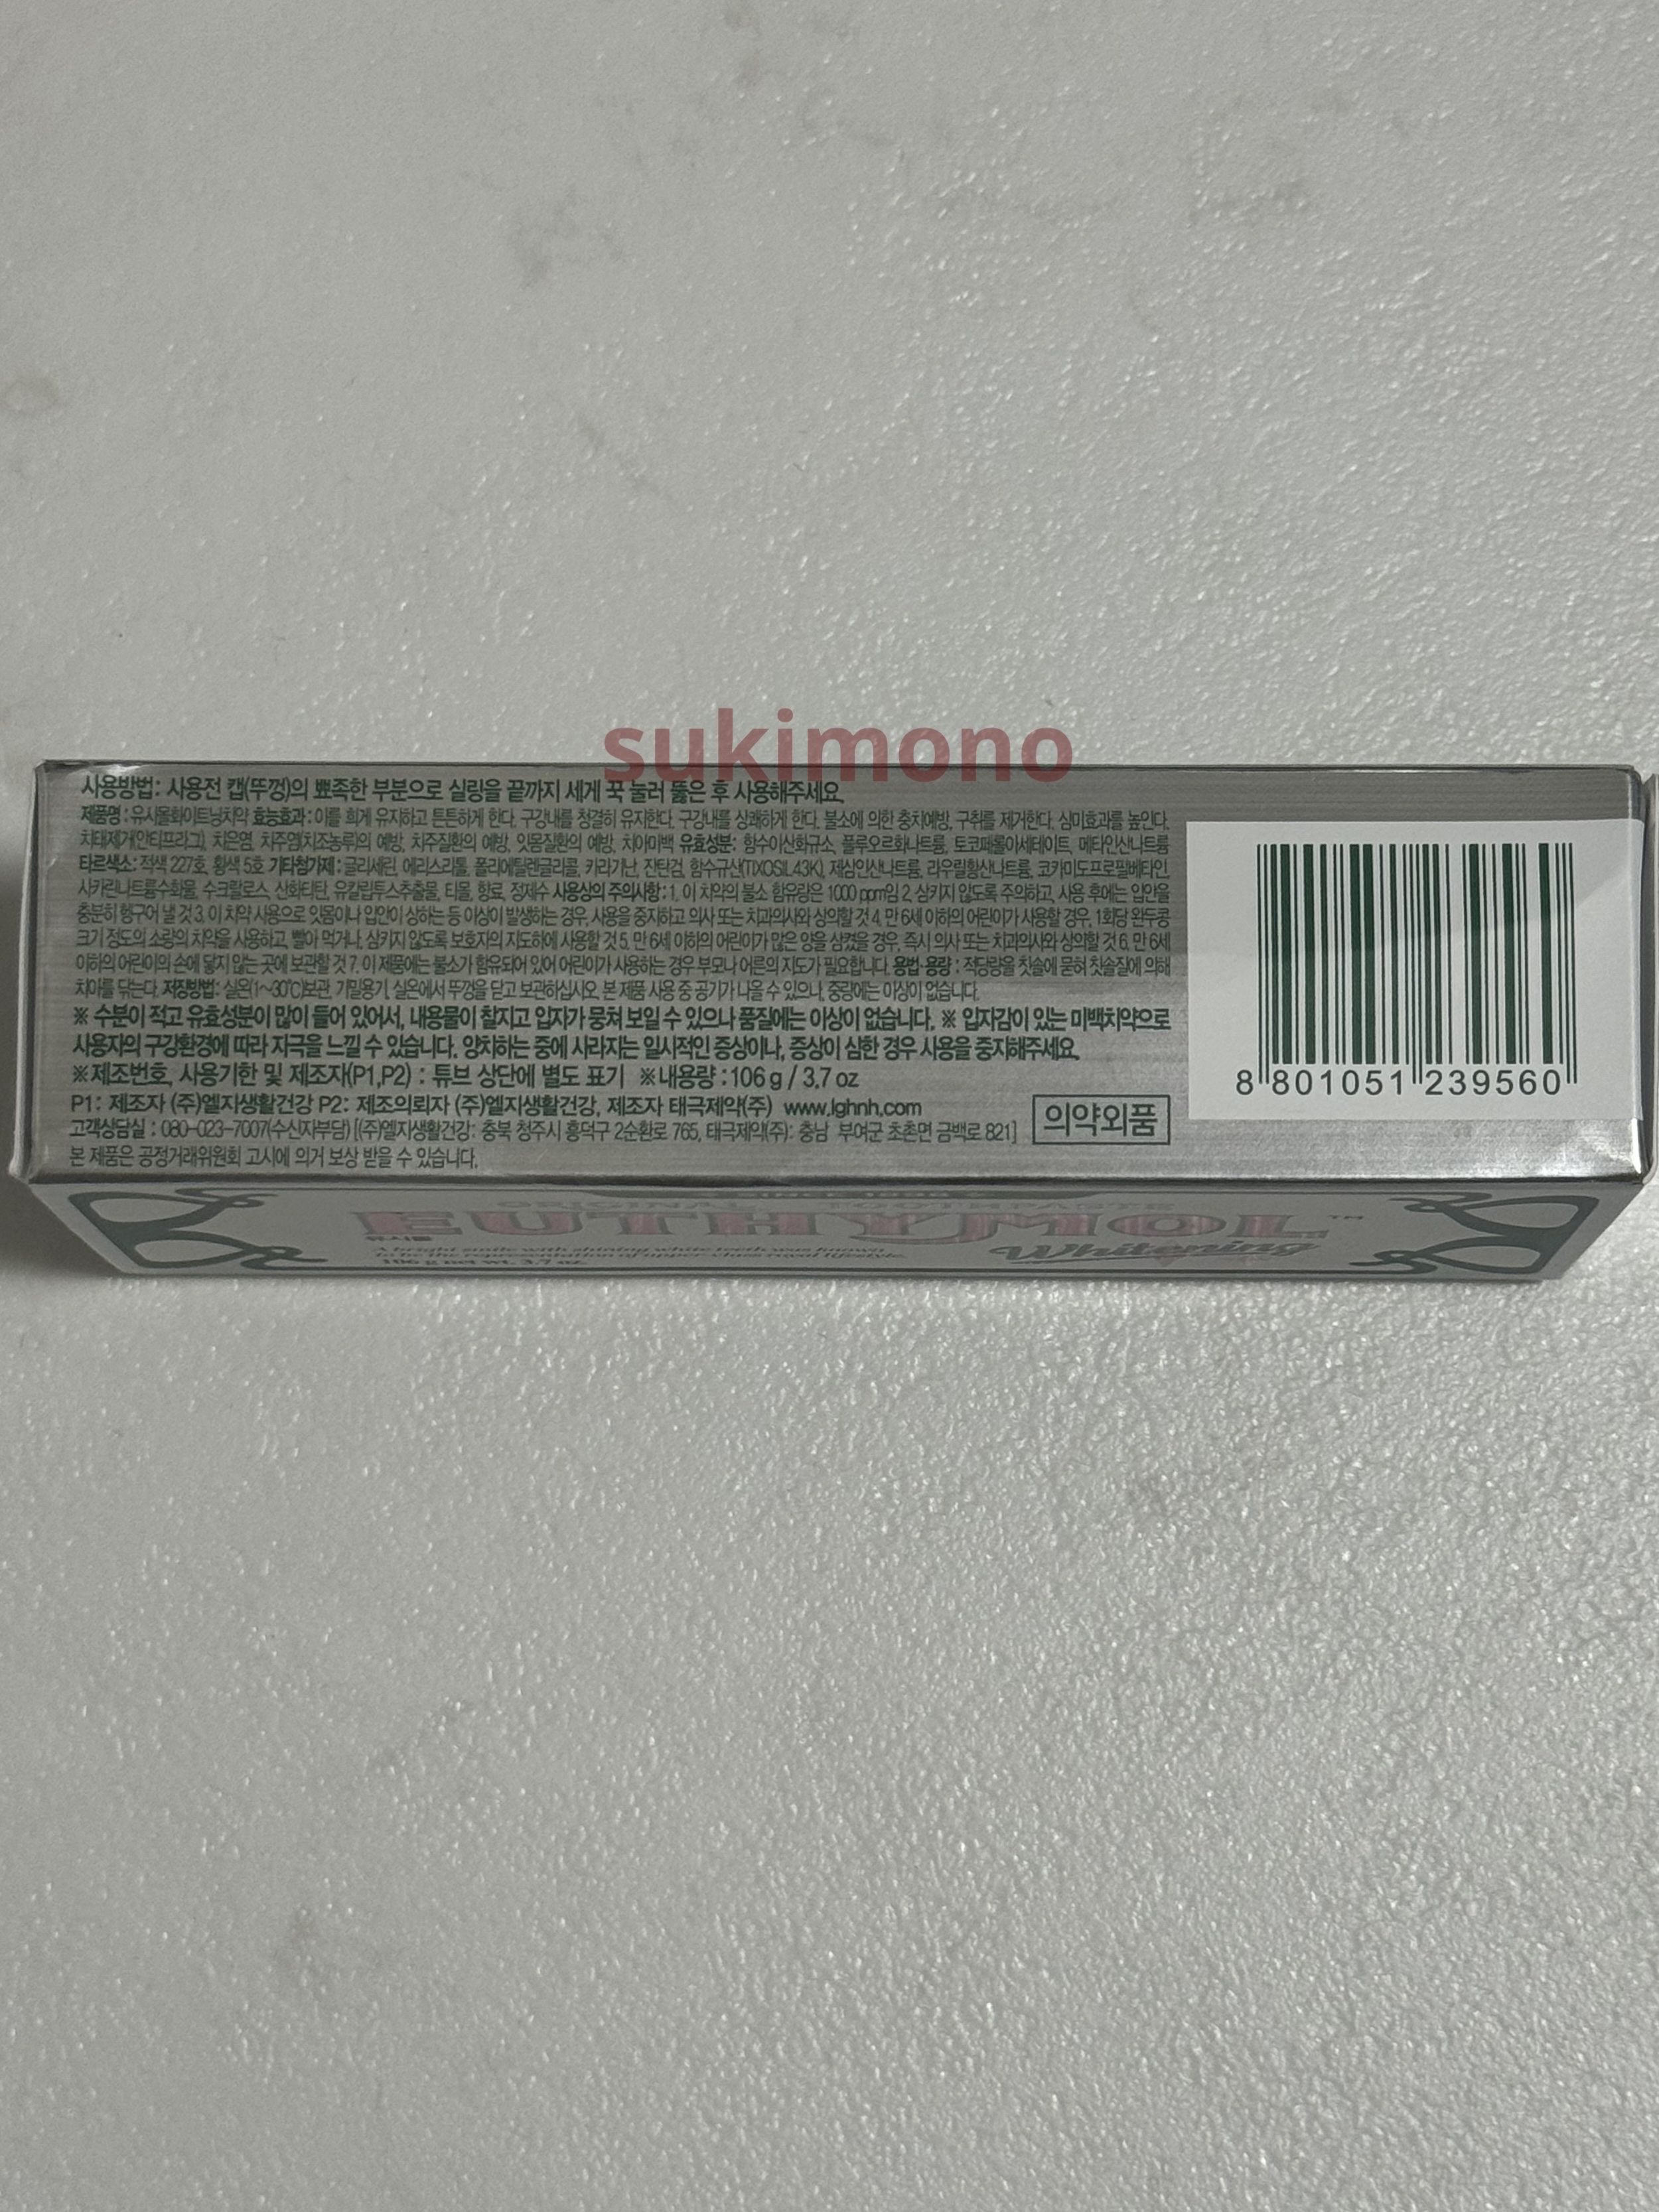 sukimono
사용방법: 사용전 캡(뚜껑)의 뾰족한 부분으로 실링을 끝까지 세게 꾹 눌러 뚫은 후 사용해주세요.
제품명 : 유시몰화이트닝치약 효능효과 : 이를 희게 유지하고 튼튼하게 한다. 구강내를 청결히 유지한다. 구강내를 상쾌하게 한다. 불소에 의한 충치예방, 구취를 제거한다. 심미효과를 높인다.
치태제거(안티프라그), 치은염, 치주염(치조농루)의 예방, 치주질환의 예방, 잇몸질환의 예방, 치아미백 유효성분: 함수이산화규소, 플루오르화나트륨, 토코페롤아세테이트, 메타인산나트륨
타르색소: 적색 227호, 황색 5호 기타첨가제 : 글리세린, 에리스리톨, 폴리에틸렌글리콜, 카라기난, 잔탄검, 함수규산(TIXOSIL43K), 제삼인산나트륨, 라우릴황산나트륨, 코카미도프로필베타인,
사카린나트륨수화물, 수크랄로스, 산화티탄, 유칼립투스추출물, 티몰, 향료, 정제수 사용상의 주의사항 : 1. 이 치약의 불소 함유량은 1000 ppm임 2. 삼키지 않도록 주의하고, 사용 후에는 입안을
충분히 헹구어 낼 것 3. 이 치약 사용으로 잇몸이나 입안이 상하는 등 이상이 발생하는 경우, 사용을 중지하고 의사 또는 치과의사와 상의할 것 4. 만 6세 이하의 어린이가 사용할 경우, 1회당 완두콩
크기 정도의 소량의 치약을 사용하고, 빨아 먹거나, 삼키지 않도록 보호자의 지도하에 사용할 것 5. 만 6세 이하의 어린이가 많은 양을 삼켰을 경우, 즉시 의사 또는 치과의사와 상의할 것 6. 만 6세
이하의 어린이의 손에 닿지 않는 곳에 보관할 것 7. 이 제품에는 불소가 함유되어 있어 어린이가 사용하는 경우 부모나 어른의 지도가 필요합니다. 용법·용량 : 적당량을 칫솔에 묻혀 칫솔질에 의해
치아를 닦는다. 저장방법: 실온(1~30℃)보관, 기밀용기, 실온에서 뚜껑을 닫고 보관하십시오. 본 제품 사용 중 공기가 나올 수 있으나, 중량에는 이상이 없습니다.
※ 수분이 적고 유효성분이 많이 들어 있어서, 내용물이 찰지고 입자가 뭉쳐 보일 수 있으나 품질에는 이상이 없습니다. ※ 입자감이 있는 미백치약으로
사용자의 구강환경에 따라 자극을 느낄 수 있습니다. 양치하는 중에 사라지는 일시적인 증상이나, 증상이 심한 경우 사용을 중지해주세요.
※제조번호, 사용기한 및 제조자(P1,P2) : 튜브 상단에 별도 표기 ※내용량 : 106 g / 3.7 oz
P1: 제조자 (주)엘지생활건강 P2: 제조의뢰자 (주)엘지생활건강, 제조자 태극제약(주) www.lghnh.com
고객상담실 : 080-023-7007(수신자부담) [(주)엘지생활건강: 충북 청주시 흥덕구 2순환로 765, 태극제약(주): 충남 부여군 초촌면 금백로 821]
의약외품
본 제품은 공정거래위원회 고시에 의거 보상 받을 수 있습니다.
8 801051 239560
SINCE 1898
ORIGINAL TOOTHPASTE
EUTHYMOL™
유시몰
Whitening
A bright smile with shining white teeth was known
to be the representation of upper class royal lifestyle.
106 g net wt. 3.7 oz.